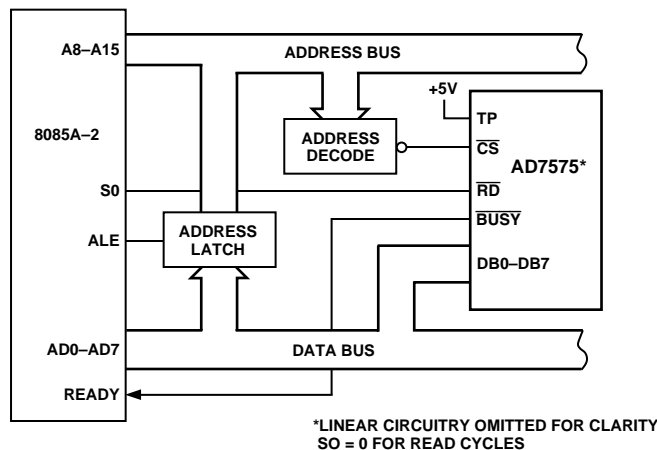 A8–A15
ADDRESS BUS
+5V
TP
8085A–2
ADDRESS
DECODE
CS
AD7575*
S0
RD
ADDRESS
LATCH
BUSY
ALE
DB0–DB7
AD0–AD7
DATA BUS
READY
*LINEAR CIRCUITRY OMITTED FOR CLARITY
SO = 0 FOR READ CYCLES